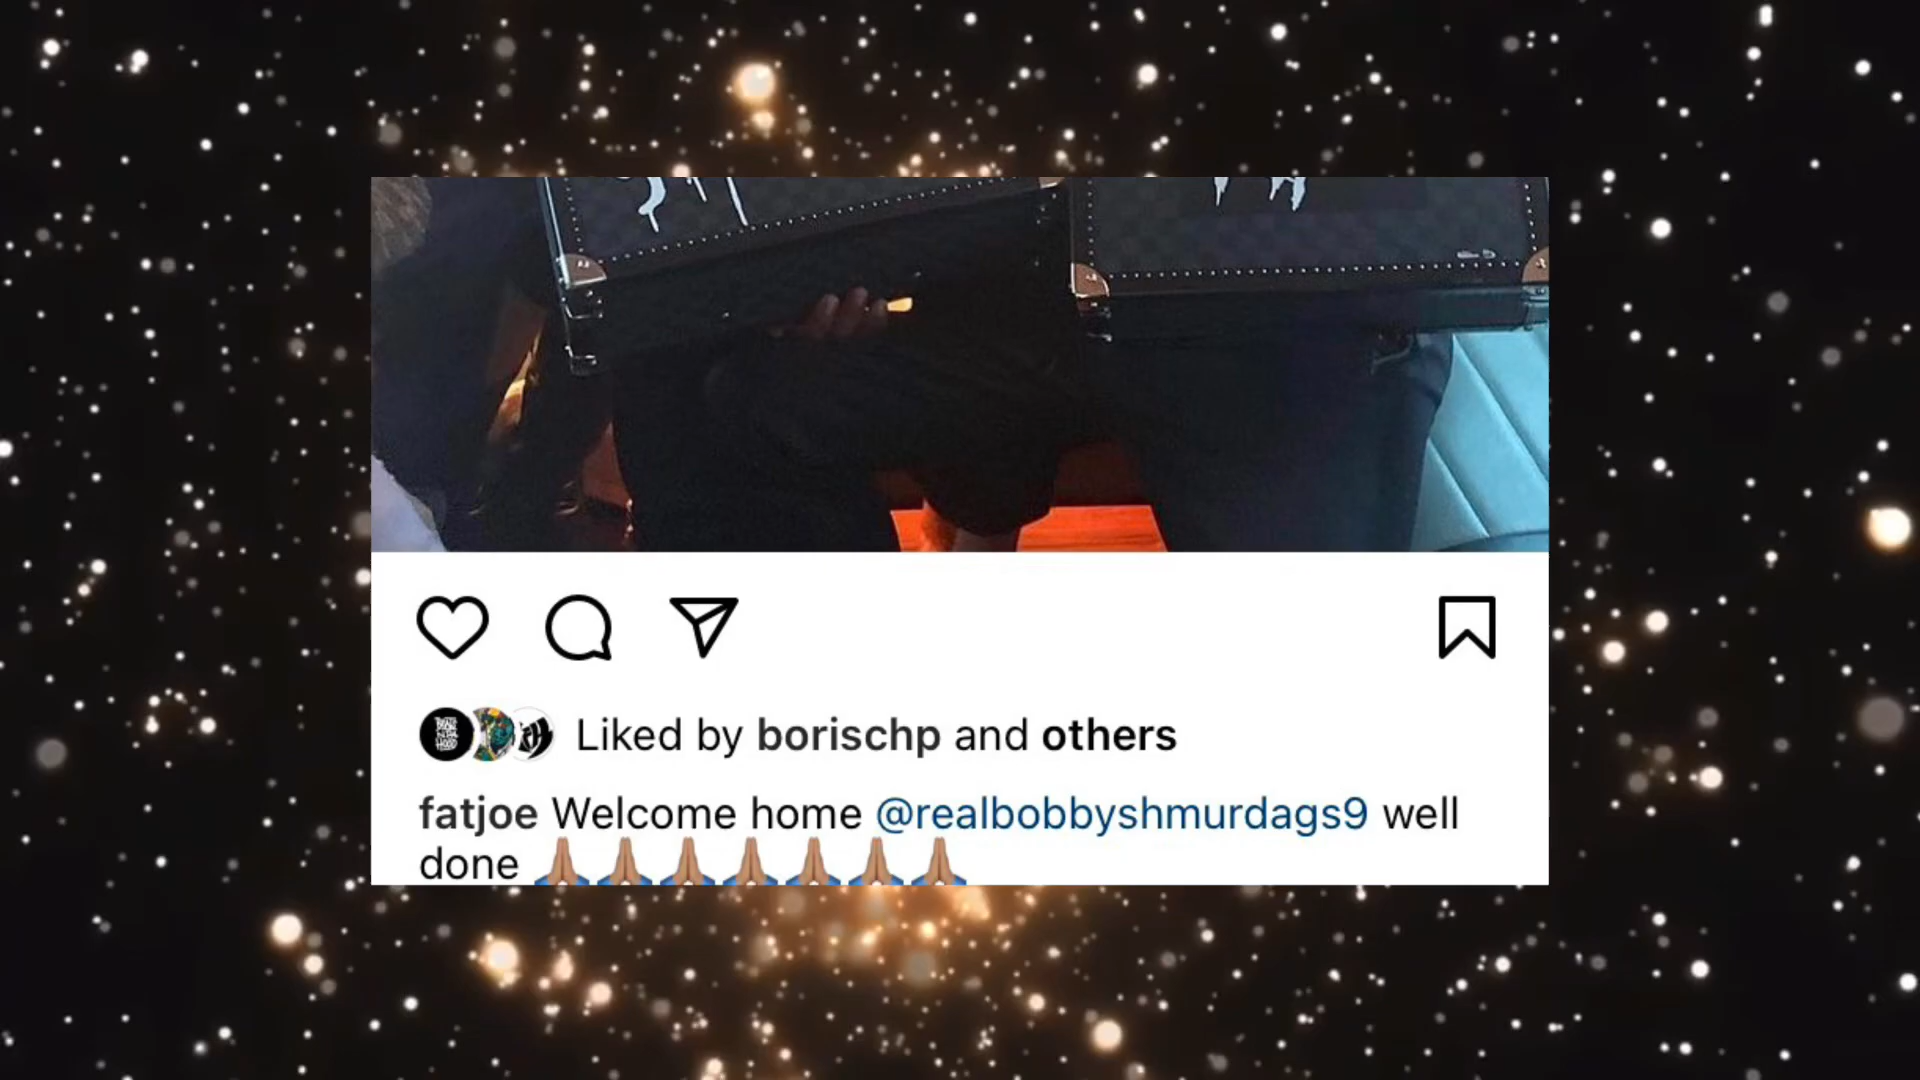 Liked by borischp and others
fatjoe Welcome home @realbobbyshmurdags9 well
done 🙏🏽🙏🏽🙏🏽🙏🏽🙏🏽🙏🏽🙏🏽